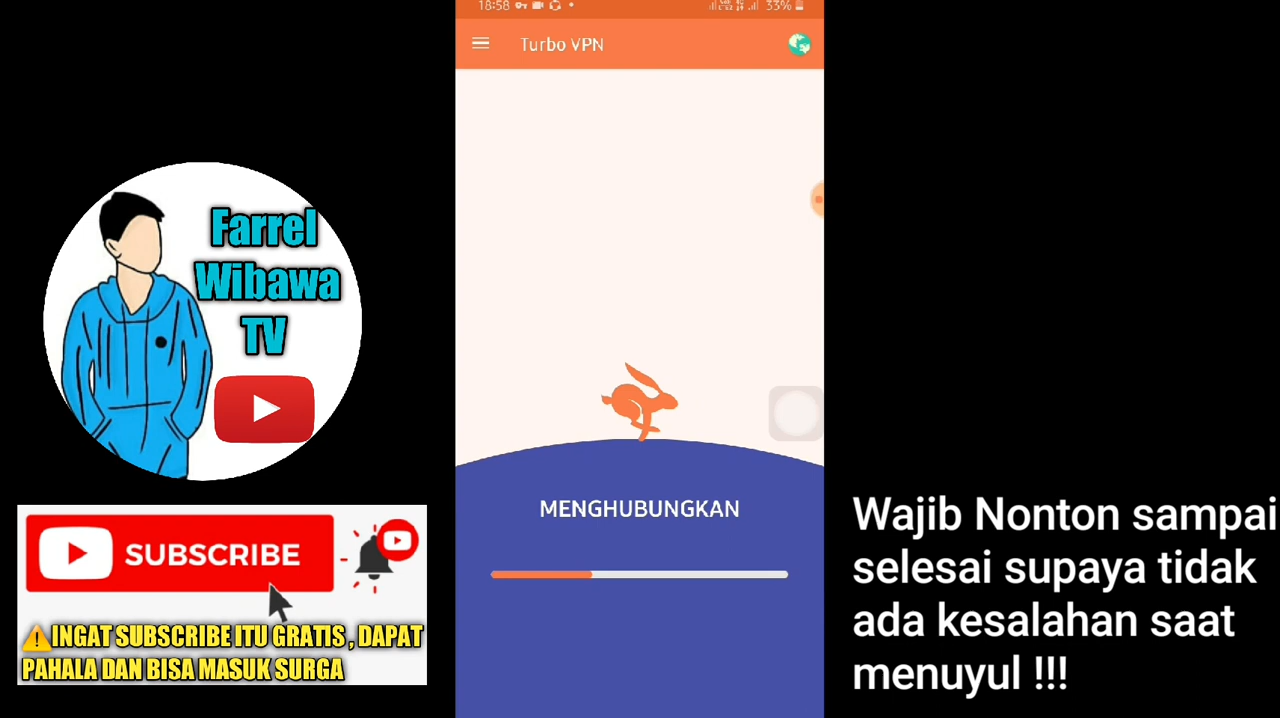 18:58
33%
Turbo VPN
Farrel
Wibawa
TV
MENGHUBUNGKAN
SUBSCRIBE
INGAT SUBSCRIBE ITU GRATIS , DAPAT
PAHALA DAN BISA MASUK SURGA
Wajib Nonton sampai
selesai supaya tidak
ada kesalahan saat
menuyul !!!